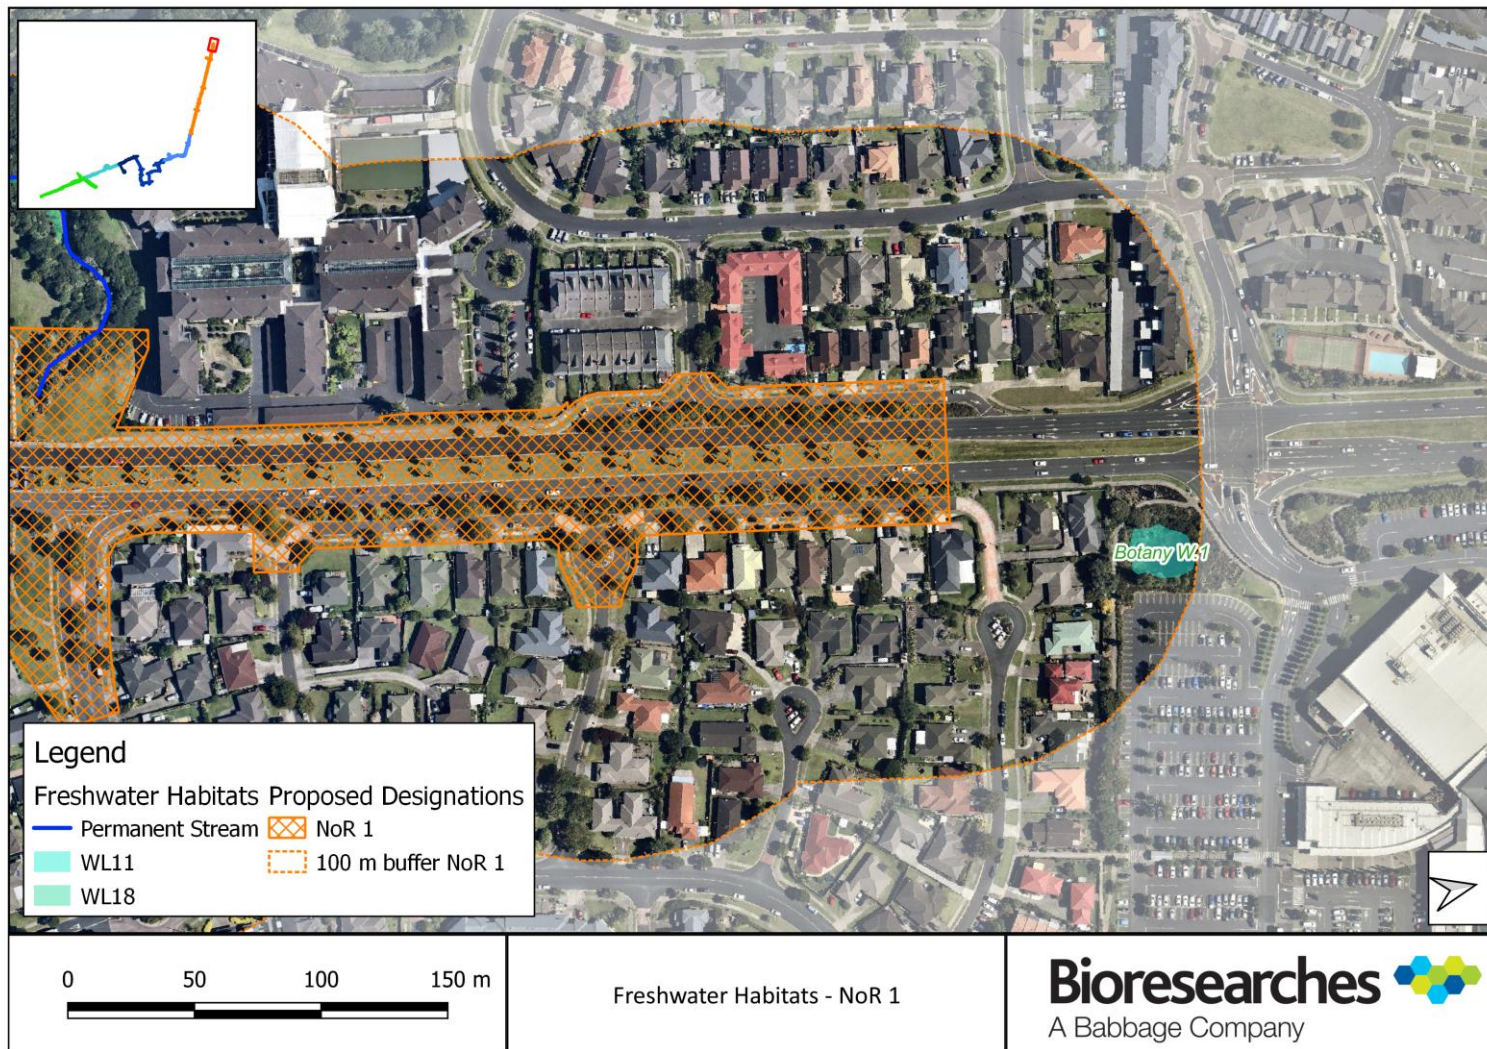 Botany W.1
Legend
Freshwater Habitats Proposed Designations
Permanent Stream NoR 1
WL11 100 m buffer NoR 1
WL18
0 50 100 150 m
Freshwater Habitats - NoR 1
Bioresearches
A Babbage Company